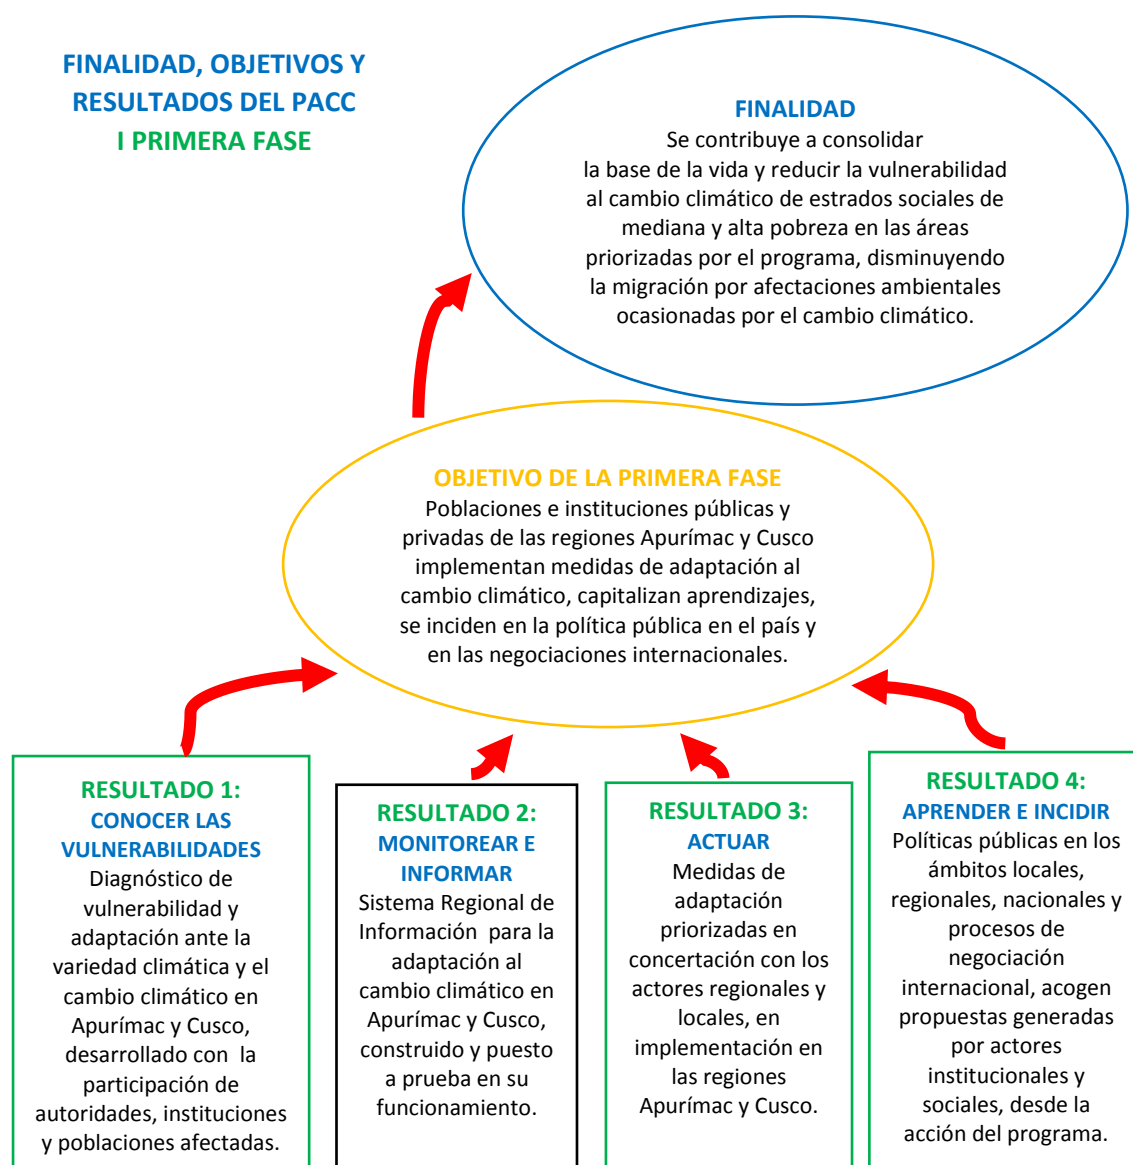 FINALIDAD, OBJETIVOS Y
RESULTADOS DEL PACC
I PRIMERA FASE
FINALIDAD
Se contribuye a consolidar
la base de la vida y reducir la vulnerabilidad
al cambio climático de estrados sociales de
mediana y alta pobreza en las áreas
priorizadas por el programa, disminuyendo
la migración por afectaciones ambientales
ocasionadas por el cambio climático.
OBJETIVO DE LA PRIMERA FASE
Poblaciones e instituciones públicas y
privadas de las regiones Apurímac y Cusco
implementan medidas de adaptación al
cambio climático, capitalizan aprendizajes,
se inciden en la política pública en el país y
en las negociaciones internacionales.
RESULTADO 1:
CONOCER LAS
VULNERABILIDADES
Diagnóstico de
vulnerabilidad y
adaptación ante la
variedad climática y el
cambio climático en
Apurímac y Cusco,
desarrollado con la
participación de
autoridades, instituciones
y poblaciones afectadas.
RESULTADO 2:
MONITOREAR E
INFORMAR
Sistema Regional de
Información para la
adaptación al
cambio climático en
Apurímac y Cusco,
construido y puesto
a prueba en su
funcionamiento.
RESULTADO 3:
ACTUAR
Medidas de
adaptación
priorizadas en
concertación con los
actores regionales y
locales, en
implementación en
las regiones
Apurímac y Cusco.
RESULTADO 4:
APRENDER E INCIDIR
Políticas públicas en los
ámbitos locales,
regionales, nacionales y
procesos de
negociación
internacional, acogen
propuestas generadas
por actores
institucionales y
sociales, desde la
acción del programa.